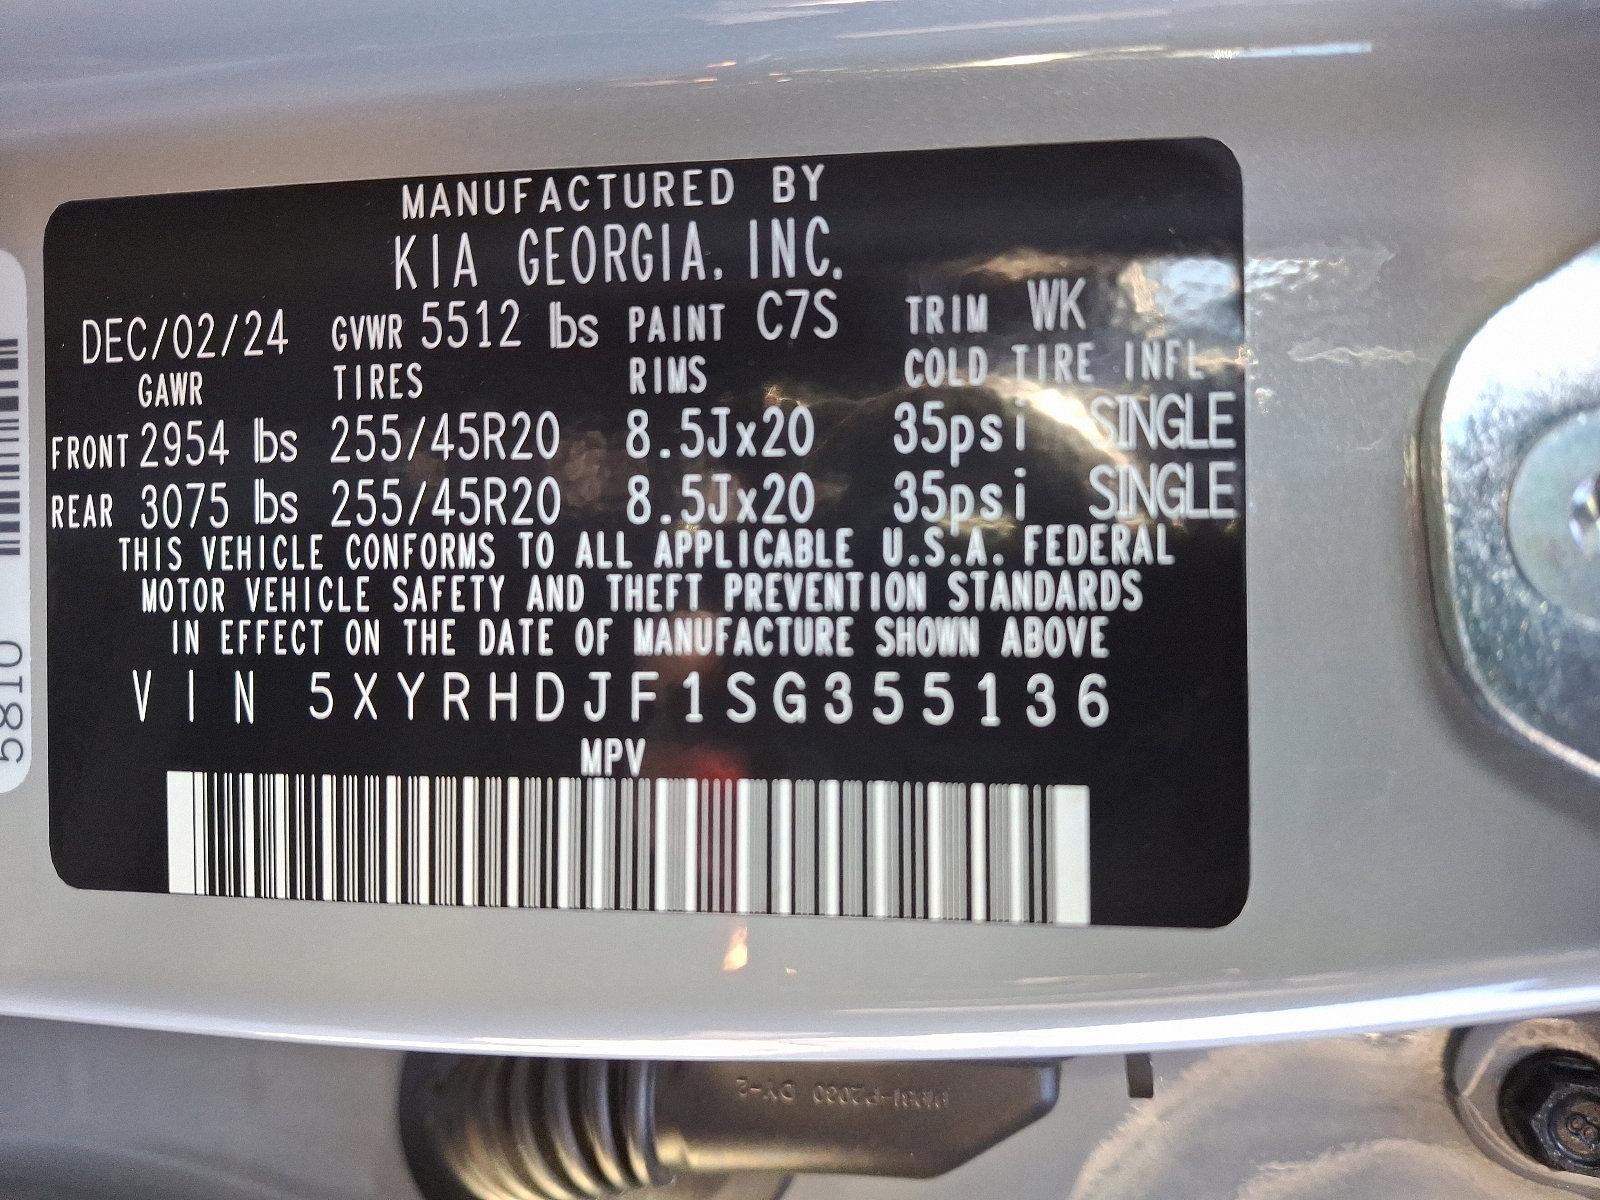 MANUFACTURED BY
KIA GEORGIA, INC.
DEC/02/24 GVWR 5512 lbs PAINT C7S TRIM WK
GAWR TIRES RIMS COLD TIRE INFL
FRONT 2954 lbs 255/45R20 8.5Jx20 35psi SINGLE
REAR 3075 lbs 255/45R20 8.5Jx20 35psi SINGLE
THIS VEHICLE CONFORMS TO ALL APPLICABLE U.S.A. FEDERAL
MOTOR VEHICLE SAFETY AND THEFT PREVENTION STANDARDS
IN EFFECT ON THE DATE OF MANUFACTURE SHOWN ABOVE
VIN 5XYRHDJF1SG355136
MPV